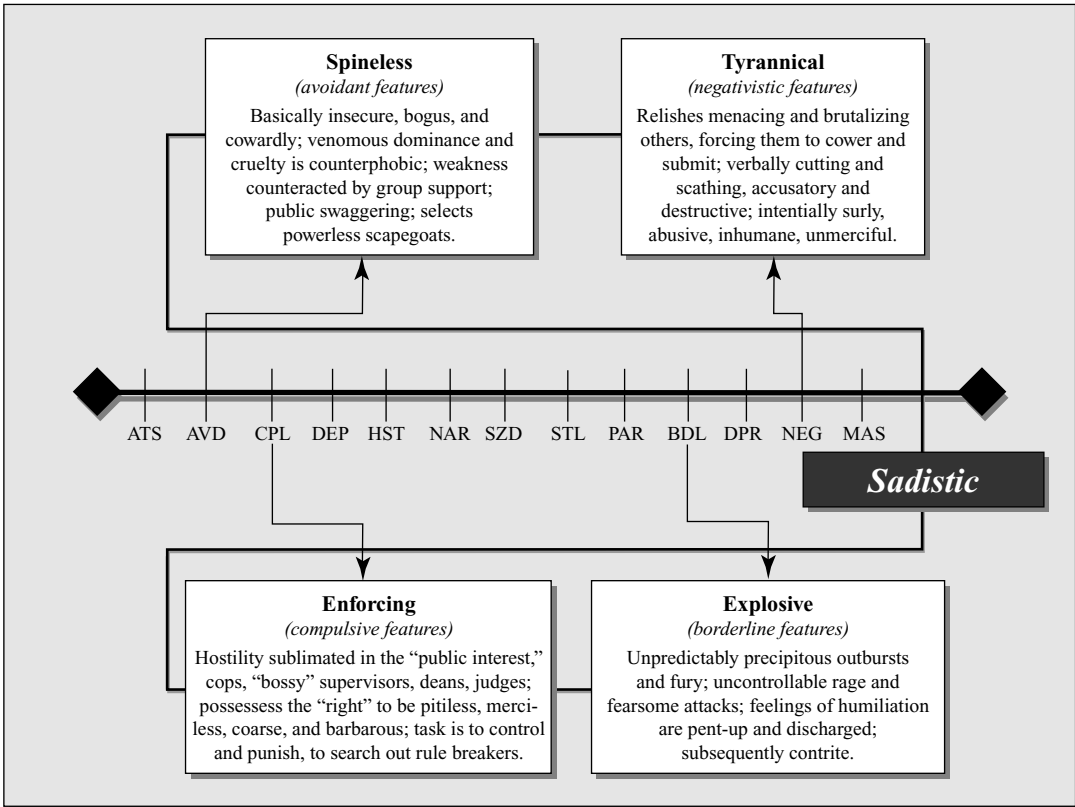 Spineless
(avoidant features)
Basically insecure, bogus, and
cowardly; venomous dominance and
cruelty is counterphobic; weakness
counteracted by group support;
public swaggering; selects
powerless scapegoats.
Tyrannical
(negativistic features)
Relishes menacing and brutalizing
others, forcing them to cower and
submit; verbally cutting and
scathing, accusatory and
destructive; intentially surly,
abusive, inhumane, unmerciful.
ATS AVD CPL DEP HST NAR SZD STL PAR BDL DPR NEG MAS
Sadistic
Enforcing
(compulsive features)
Hostility sublimated in the “public interest,”
cops, “bossy” supervisors, deans, judges;
possessess the “right” to be pitiless, merci-
less, coarse, and barbarous; task is to control
and punish, to search out rule breakers.
Explosive
(borderline features)
Unpredictably precipitous outbursts
and fury; uncontrollable rage and
fearsome attacks; feelings of humiliation
are pent-up and discharged;
subsequently contrite.